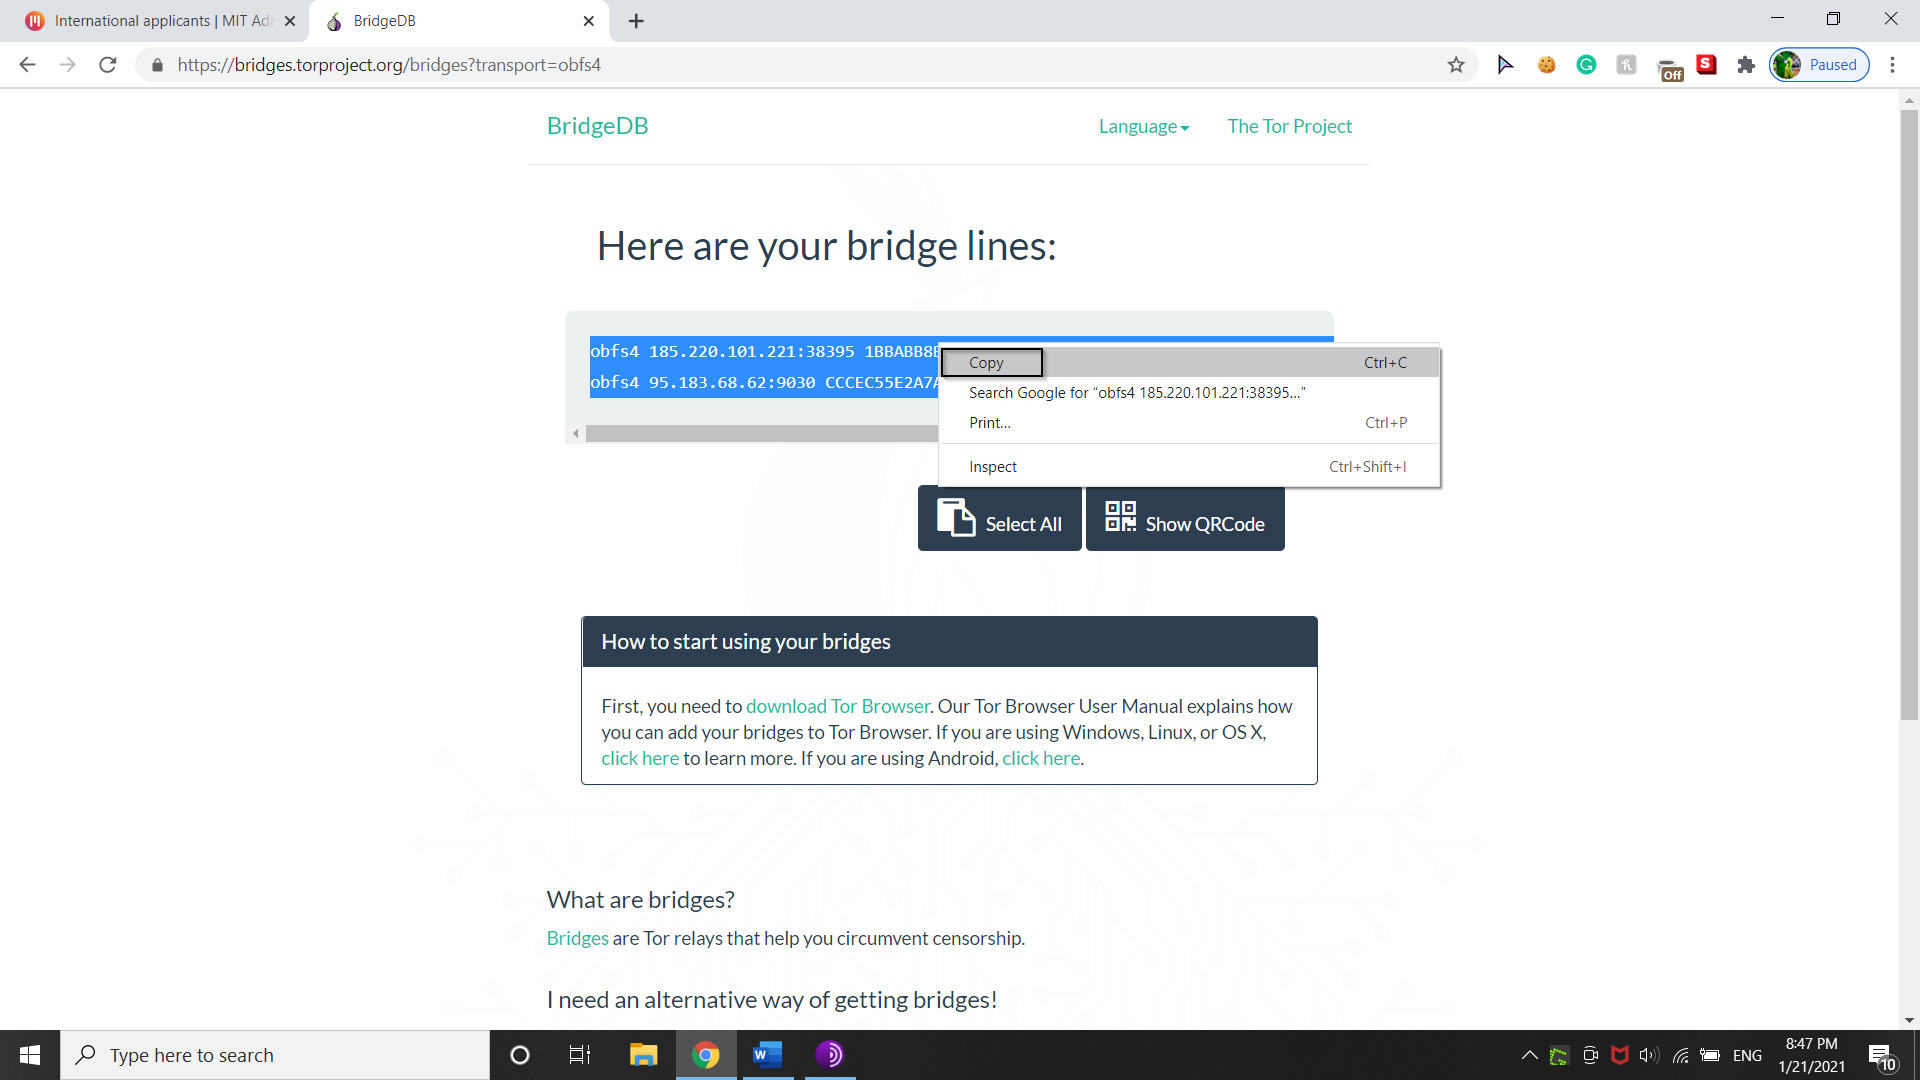 International applicants | MIT Ad
BridgeDB
https://bridges.torproject.org/bridges?transport=obfs4
Off
S
Paused
BridgeDB
Language
The Tor Project
Here are your bridge lines:
obfs4 185.220.101.221:38395 1BBABB8
obfs4 95.183.68.62:9030 CCCEC55E2A7A
Copy Ctrl+C
Search Google for “obfs4 185.220.101.221:38395...”
Print... Ctrl+P
Inspect Ctrl+Shift+I
Select All
Show QRCode
How to start using your bridges
First, you need to download Tor Browser. Our Tor Browser User Manual explains how
you can add your bridges to Tor Browser. If you are using Windows, Linux, or OS X,
click here to learn more. If you are using Android, click here.
What are bridges?
Bridges are Tor relays that help you circumvent censorship.
I need an alternative way of getting bridges!
Type here to search
W
ENG
8:47 PM
1/21/2021
10